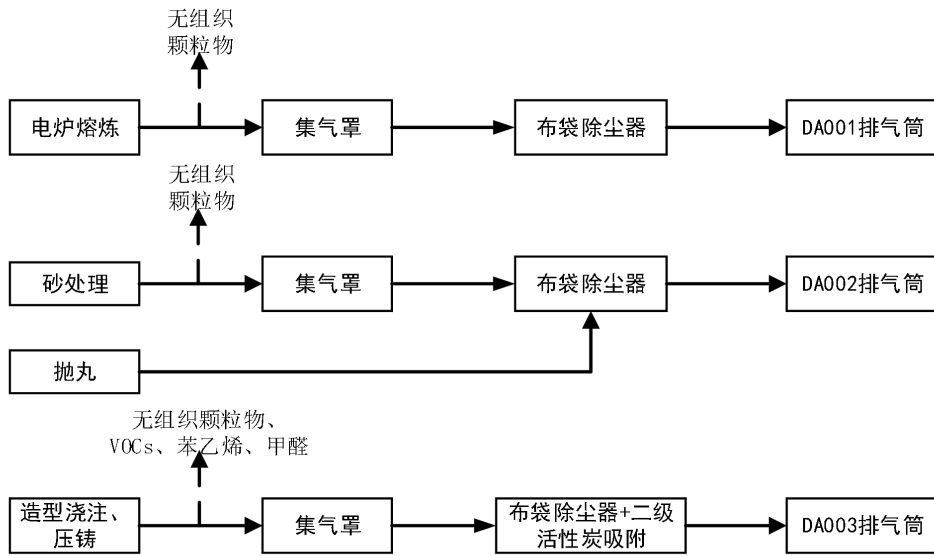 无组织
颗粒物
电炉熔炼
集气罩
布袋除尘器
DA001排气筒
无组织
颗粒物
砂处理
集气罩
布袋除尘器
DA002排气筒
抛丸
无组织颗粒物、
VOCs、苯乙烯、甲醛
造型浇注、
压铸
集气罩
布袋除尘器+二级
活性炭吸附
DA003排气筒